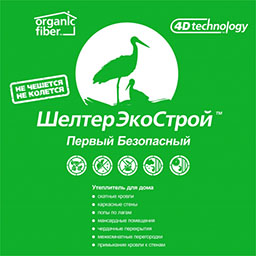 organic
fiber
4D technology
НЕ ЧЕШЕТСЯ
НЕ КОЛЕТСЯ
ШелтерЭкоСтрой™
Первый Безопасный
Утеплитель для дома
• скатные кровли
• каркасные стены
• полы по лагам
• мансардные помещения
• чердачные перекрытия
• межкомнатные перегородки
• примыкания кровли к стенам